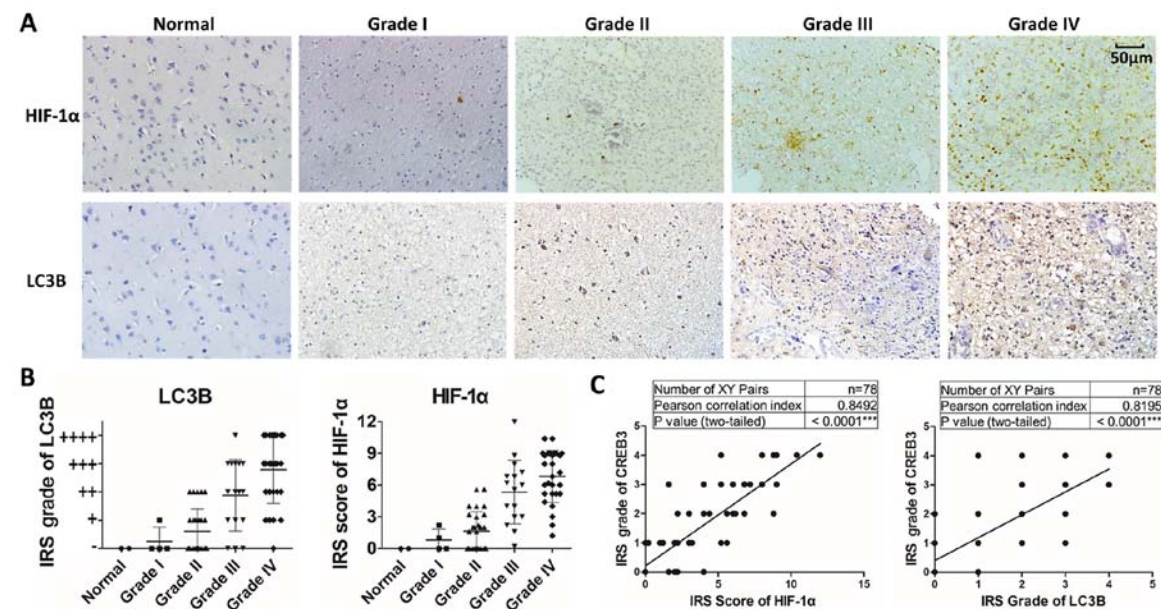 A
Normal
Grade I
Grade II
Grade III
Grade IV
50μm
HIF-1α
LC3B
B
LC3B
IRS grade of LC3B
++++
+++
++
+
-
Normal
Grade I
Grade II
Grade III
Grade IV
HIF-1α
IRS score of HIF-1α
12
9
6
3
0
Normal
Grade I
Grade II
Grade III
Grade IV
C
Number of XY Pairs n=78
Pearson correlation index 0.8492
P value (two-tailed) < 0.0001***
IRS grade of CREB3
5
4
3
2
1
0
0 5 10 15
IRS Score of HIF-1α
Number of XY Pairs n=78
Pearson correlation index 0.8195
P value (two-tailed) < 0.0001***
IRS grade of CREB3
5
4
3
2
1
0
0 1 2 3 4 5
IRS Grade of LC3B